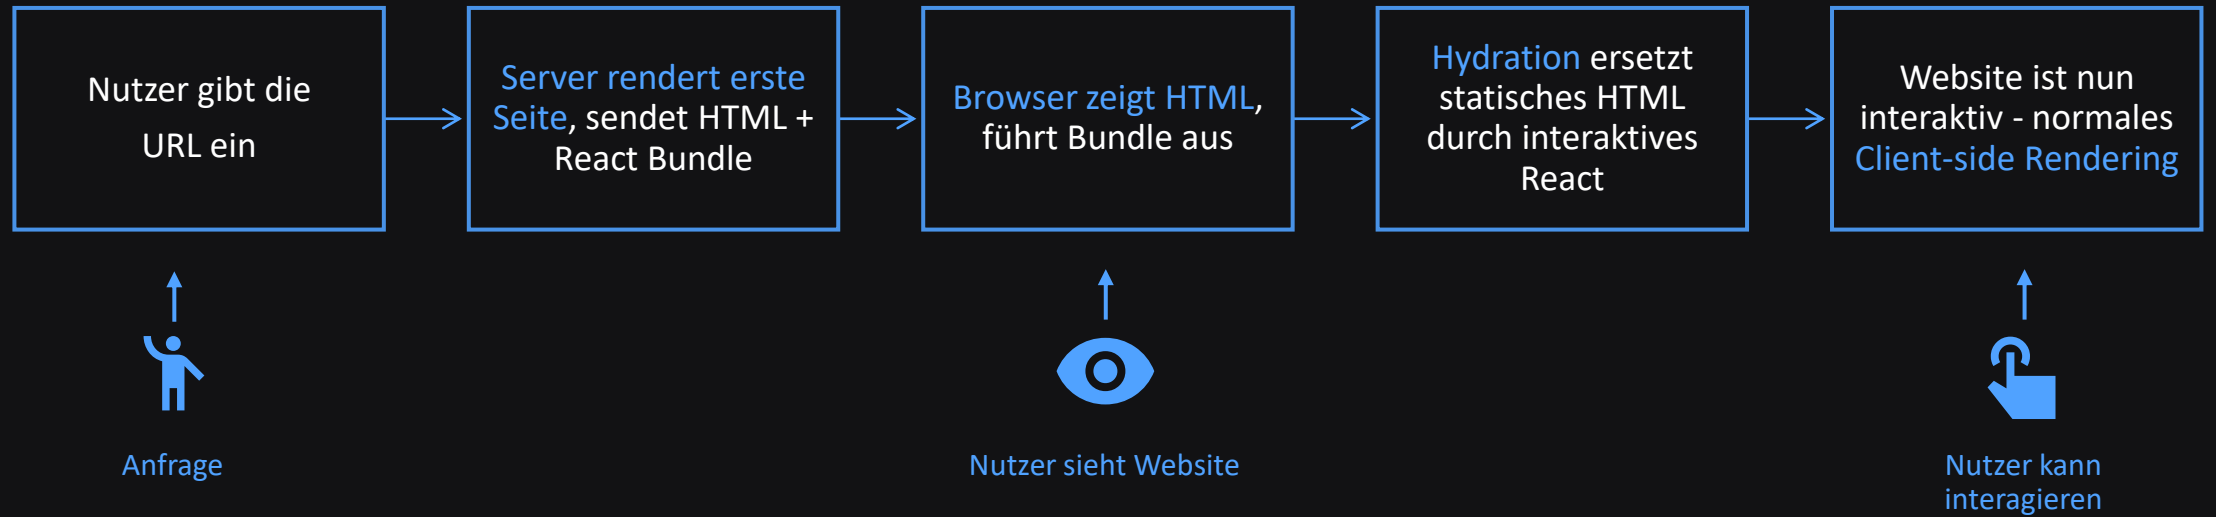 Nutzer gibt die
URL ein
Server rendert erste
Seite, sendet HTML +
React Bundle
Browser zeigt HTML,
führt Bundle aus
Hydration ersetzt
statisches HTML
durch interaktives
React
Website ist nun
interaktiv - normales
Client-side Rendering
Anfrage
Nutzer sieht Website
Nutzer kann
interagieren